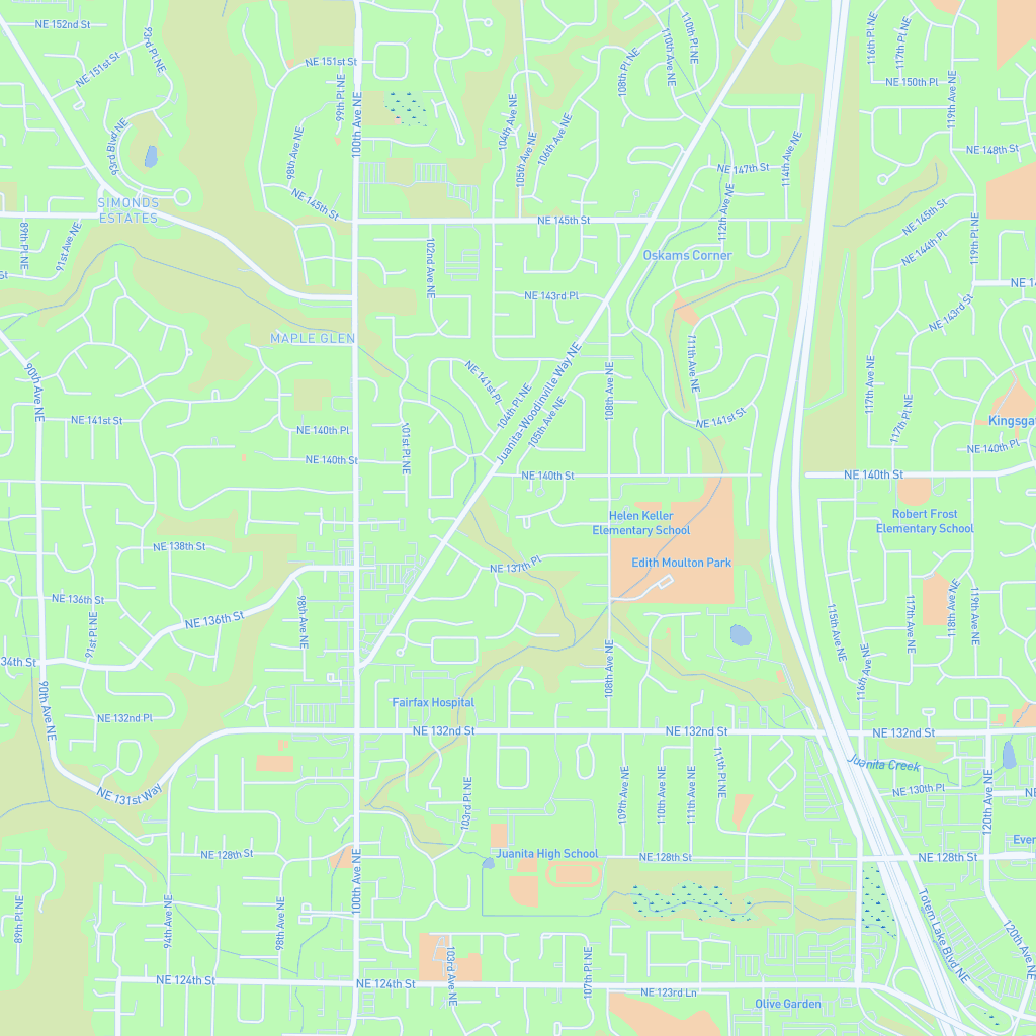 NE 152nd St
93rd Pl NE
NE 151st St
NE 151st St
99th Pl NE
100th Ave NE
108th Pl NE
110th Ave NE
110th Pl NE
116th Pl NE
117th Pl NE
NE 150th Pl
119th Ave NE
93rd Blvd NE
98th Ave NE
104th Ave NE
105th Ave NE
106th Ave NE
NE 147th St
114th Ave NE
NE 148th St
SIMONDS
ESTATES
NE 145th St
NE 145th St
112th Ave NE
NE 145th St
NE 144th Pl
119th Pl NE
89th Pl NE
91st Ave NE
102nd Ave NE
Oskams Corner
NE 143rd Pl
NE 14
NE 143rd St
MAPLE GLEN
90th Ave NE
NE 141st Pl
104th Pl NE
Juanita-Woodinville Way NE
105th Ave NE
108th Ave NE
111th Ave NE
NE 141st St
117th Ave NE
117th Pl NE
Kingsga
NE 140th Pl
NE 141st St
NE 140th Pl
NE 140th St
101st Pl NE
NE 140th St
NE 140th St
Helen Keller
Elementary School
Robert Frost
Elementary School
NE 138th St
NE 137th Pl
Edith Moulton Park
NE 136th St
NE 136th St
91st Pl NE
98th Ave NE
115th Ave NE
117th Ave NE
118th Ave NE
119th Ave NE
34th St
108th Ave NE
116th Ave NE
90th Ave NE
NE 132nd Pl
Fairfax Hospital
NE 132nd St
NE 132nd St
NE 132nd St
Juanita Creek
NE 131st Way
103rd Pl NE
109th Ave NE
110th Ave NE
111th Ave NE
111th Pl NE
NE 130th Pl
NE
120th Ave NE
Ever
NE 128th St
Juanita High School
NE 128th St
NE 128th St
100th Ave NE
89th Pl NE
94th Ave NE
98th Ave NE
103rd Ave NE
107th Pl NE
Totem Lake Blvd NE
120th Ave NE
NE 124th St
NE 124th St
NE 123rd Ln
Olive Garden